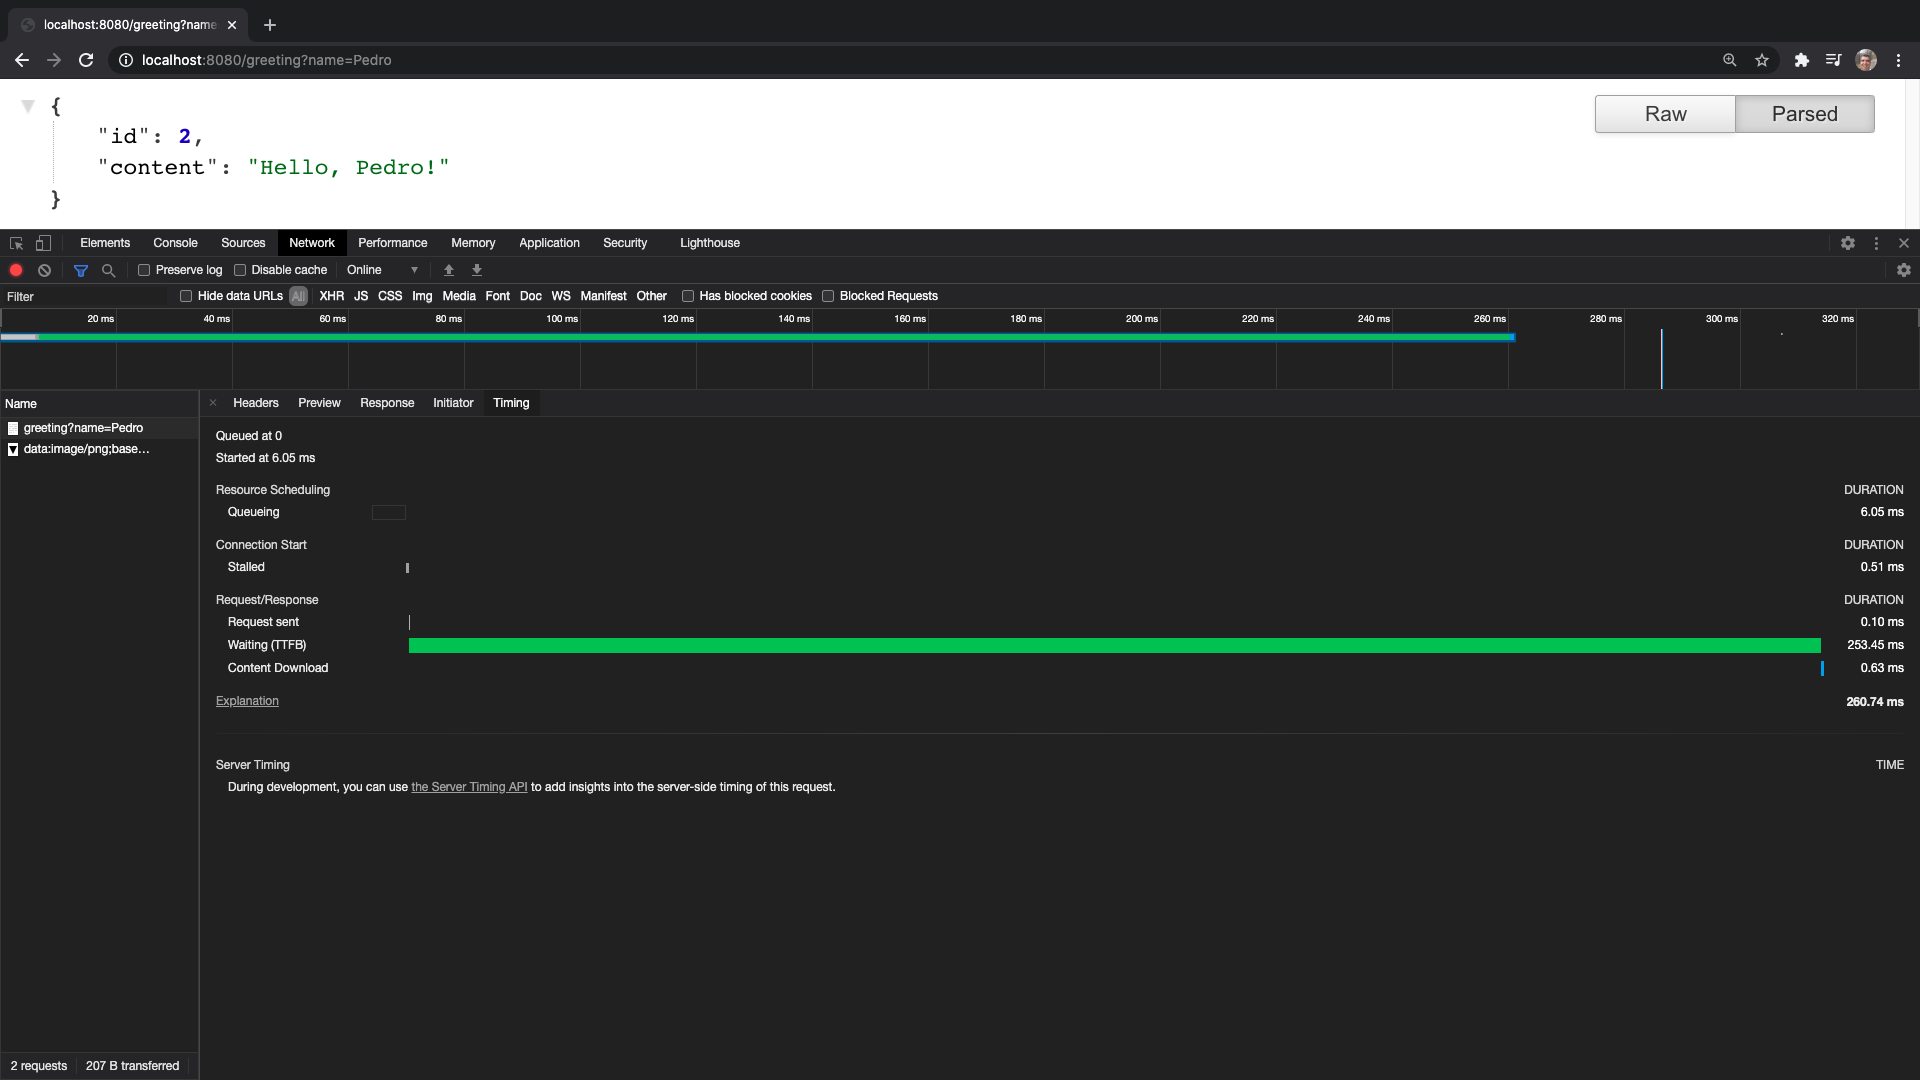 localhost:8080/greeting?name
localhost:8080/greeting?name=Pedro
{
"id": 2,
"content": "Hello, Pedro!"
}
Raw Parsed
Elements Console Sources Network Performance Memory Application Security Lighthouse
Preserve log Disable cache Online
Filter Hide data URLs All XHR JS CSS Img Media Font Doc WS Manifest Other Has blocked cookies Blocked Requests
20 ms 40 ms 60 ms 80 ms 100 ms 120 ms 140 ms 160 ms 180 ms 200 ms 220 ms 240 ms 260 ms 280 ms 300 ms 320 ms
Name
greeting?name=Pedro
data:image/png;base...
Headers Preview Response Initiator Timing
Queued at 0
Started at 6.05 ms
Resource Scheduling DURATION
Queueing 6.05 ms
Connection Start DURATION
Stalled 0.51 ms
Request/Response DURATION
Request sent 0.10 ms
Waiting (TTFB) 253.45 ms
Content Download 0.63 ms
Explanation 260.74 ms
Server Timing TIME
During development, you can use the Server Timing API to add insights into the server-side timing of this request.
2 requests 207 B transferred